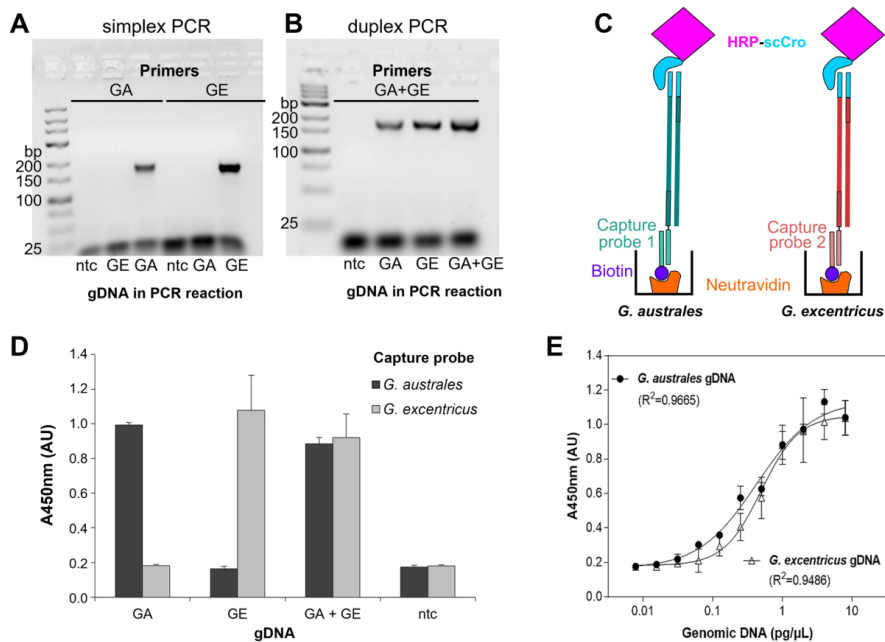 A
simplex PCR
Primers
GA GE
bp
200
150
100
25
ntc GE GA ntc GA GE
gDNA in PCR reaction
B
duplex PCR
Primers
GA+GE
bp
200
150
100
25
ntc GA GE GA+GE
gDNA in PCR reaction
C
HRP-scCro
Capture
probe 1
Capture
probe 2
Biotin
Neutravidin
G. australes
G. excentricus
D
Capture probe
G. australes
G. excentricus
A450nm (AU)
1.4
1.2
1.0
0.8
0.6
0.4
0.2
0.0
GA GE GA + GE ntc
gDNA
E
G. australes gDNA
(R²=0.9665)
A450nm (AU)
1.4
1.2
1.0
0.8
0.6
0.4
0.2
0.0
G. excentricus gDNA
(R²=0.9486)
0.01 0.1 1 10
Genomic DNA (pg/µL)